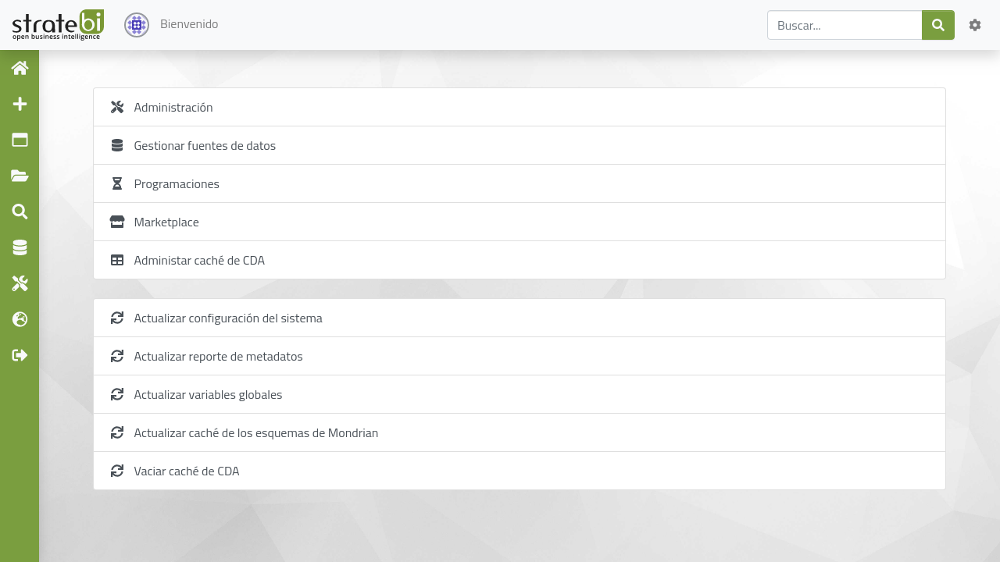 stratebi
open business intelligence
Bienvenido
Buscar...
Administración
Gestionar fuentes de datos
Programaciones
Marketplace
Administar caché de CDA
Actualizar configuración del sistema
Actualizar reporte de metadatos
Actualizar variables globales
Actualizar caché de los esquemas de Mondrian
Vaciar caché de CDA